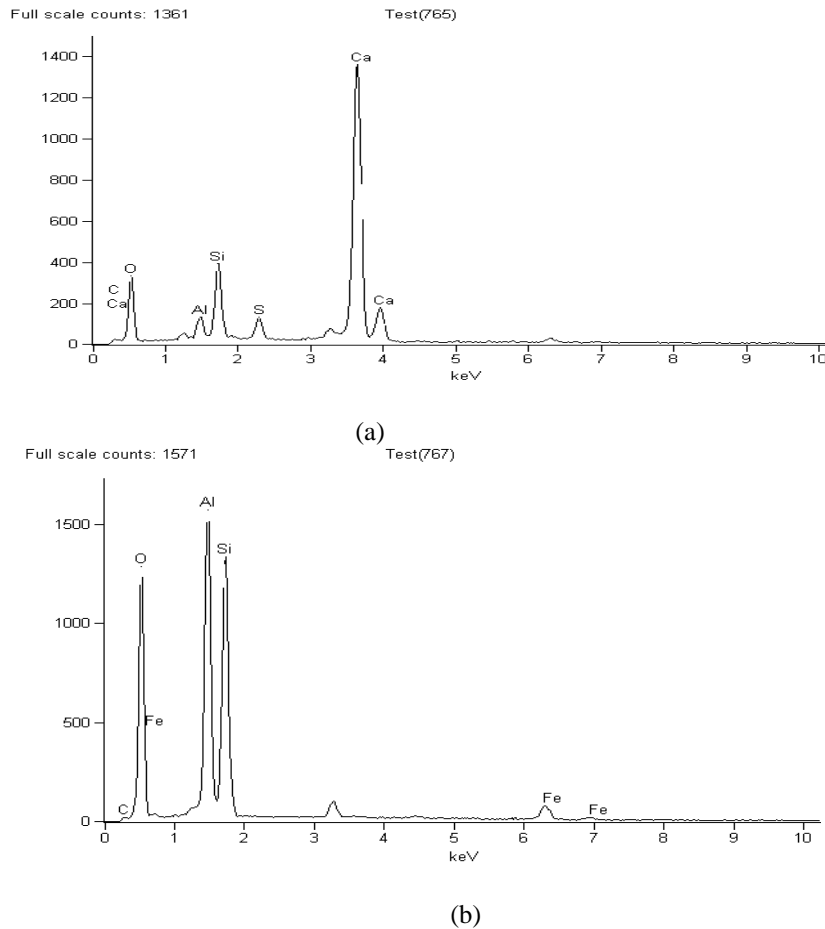 Full scale counts: 1361 Test(765)
1400
1200
1000
800
600
400
200
0
Ca
O
Si
C
Ca
Al
S
Ca
0 1 2 3 4 5 6 7 8 9 10
keV
(a)
Full scale counts: 1571 Test(767)
1500
1000
500
0
Al
Si
O
Fe
C
Fe
Fe
0 1 2 3 4 5 6 7 8 9 10
keV
(b)